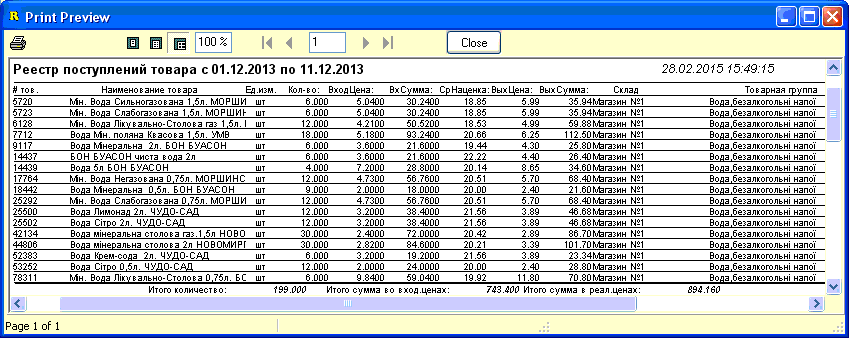 R Print Preview
100 % 1 Close
Реестр поступлений товара с 01.12.2013 по 11.12.2013 28.02.2015 15:49:15
# тов. Наименование товара Ед.изм. Кол-во: ВходЦена: ВхСумма: СрНаценка: ВыхЦена: ВыхСумма: Склад Товарная группа
5720 Мін. Вода Сильногазована 1,5л. МОРШИН шт 6.000 5.0400 30.2400 18.85 5.99 35.94 Магазин №1 Вода,безалкогольні напої
5723 Мін. Вода Слабогазована 1,5л. МОРШИН шт 6.000 5.0400 30.2400 18.85 5.99 35.94 Магазин №1 Вода,безалкогольні напої
6128 Мін. Вода Лікувально-Столова газ 1,5л. шт 12.000 4.2100 50.5200 18.53 4.99 59.88 Магазин №1 Вода,безалкогольні напої
7712 Вода Мін. поляна Квасова 1,5л. УМВ шт 18.000 5.1800 93.2400 20.66 6.25 112.50 Магазин №1 Вода,безалкогольні напої
9117 Вода Мінеральна 2л. БОН БУАСОН шт 6.000 3.6000 21.6000 19.44 4.30 25.80 Магазин №1 Вода,безалкогольні напої
14437 БОН БУАСОН чиста вода 2л шт 6.000 3.6000 21.6000 22.22 4.40 26.40 Магазин №1 Вода,безалкогольні напої
14439 Вода 5л БОН БУАСОН шт 4.000 7.2000 28.8000 20.14 8.65 34.60 Магазин №1 Вода,безалкогольні напої
17764 Мін. Вода Негазована 0,75л. МОРШИНС шт 12.000 4.7300 56.7600 20.51 5.70 68.40 Магазин №1 Вода,безалкогольні напої
18442 Вода Мінеральна 0,5л. БОН БУАСОН шт 9.000 2.0000 18.0000 20.00 2.40 21.60 Магазин №1 Вода,безалкогольні напої
25292 Мін. Вода Слабогазована 0,75л. МОРШИ шт 12.000 4.7300 56.7600 20.51 5.70 68.40 Магазин №1 Вода,безалкогольні напої
25500 Вода Лимонад 2л. ЧУДО-САД шт 12.000 3.2000 38.4000 21.56 3.89 46.68 Магазин №1 Вода,безалкогольні напої
25502 Вода Сітро 2л. ЧУДО-САД шт 12.000 3.2000 38.4000 21.56 3.89 46.68 Магазин №1 Вода,безалкогольні напої
42134 Вода мінеральна столова газ.1,5л НОВО шт 30.000 2.4000 72.0000 20.42 2.89 86.70 Магазин №1 Вода,безалкогольні напої
44806 Вода мінеральна столова 2л НОВОМИРГ шт 30.000 2.8200 84.6000 20.21 3.39 101.70 Магазин №1 Вода,безалкогольні напої
52383 Вода Крем-сода 2л. ЧУДО-САД шт 6.000 3.2000 19.2000 21.56 3.89 23.34 Магазин №1 Вода,безалкогольні напої
53252 Вода Сітро 0,5л. ЧУДО-САД шт 12.000 2.0000 24.0000 20.00 2.40 28.80 Магазин №1 Вода,безалкогольні напої
78311 Мін. Вода Лікувально-Столова 0,75л. БО шт 6.000 9.8400 59.0400 19.92 11.80 70.80 Магазин №1 Вода,безалкогольні напої
Итого количество: 199.000 Итого сумма во вход.ценах: 743.400 Итого сумма в реал.ценах: 894.160
Page 1 of 1